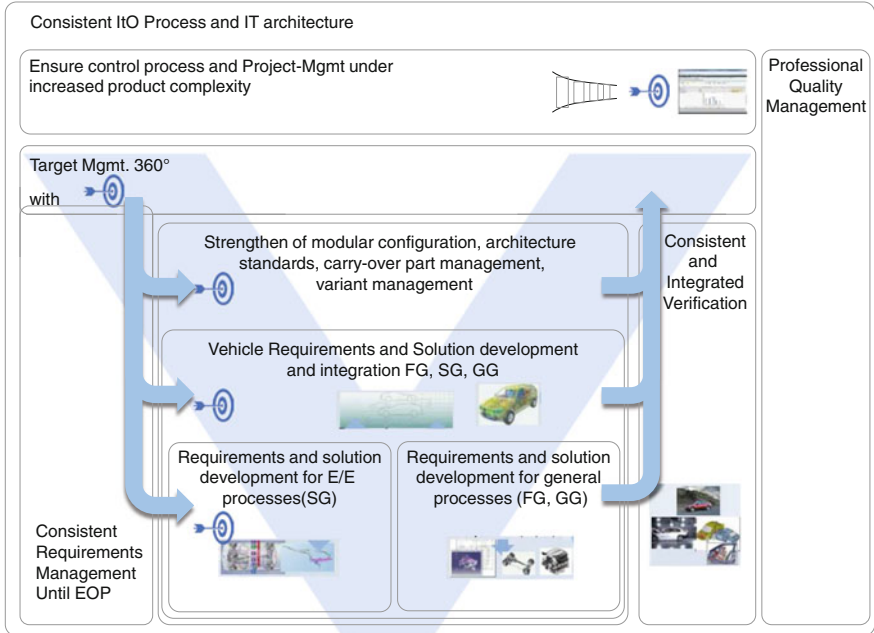 Consistent ItO Process and IT architecture
Ensure control process and Project-Mgmt under
increased product complexity
Professional
Quality
Management
Target Mgmt. 360°
with
Strengthen of modular configuration, architecture
standards, carry-over part management,
variant management
Consistent
and
Integrated
Verification
Vehicle Requirements and Solution development
and integration FG, SG, GG
Requirements and solution
development for E/E
processes(SG)
Requirements and solution
development for general
processes (FG, GG)
Consistent
Requirements
Management
Until EOP